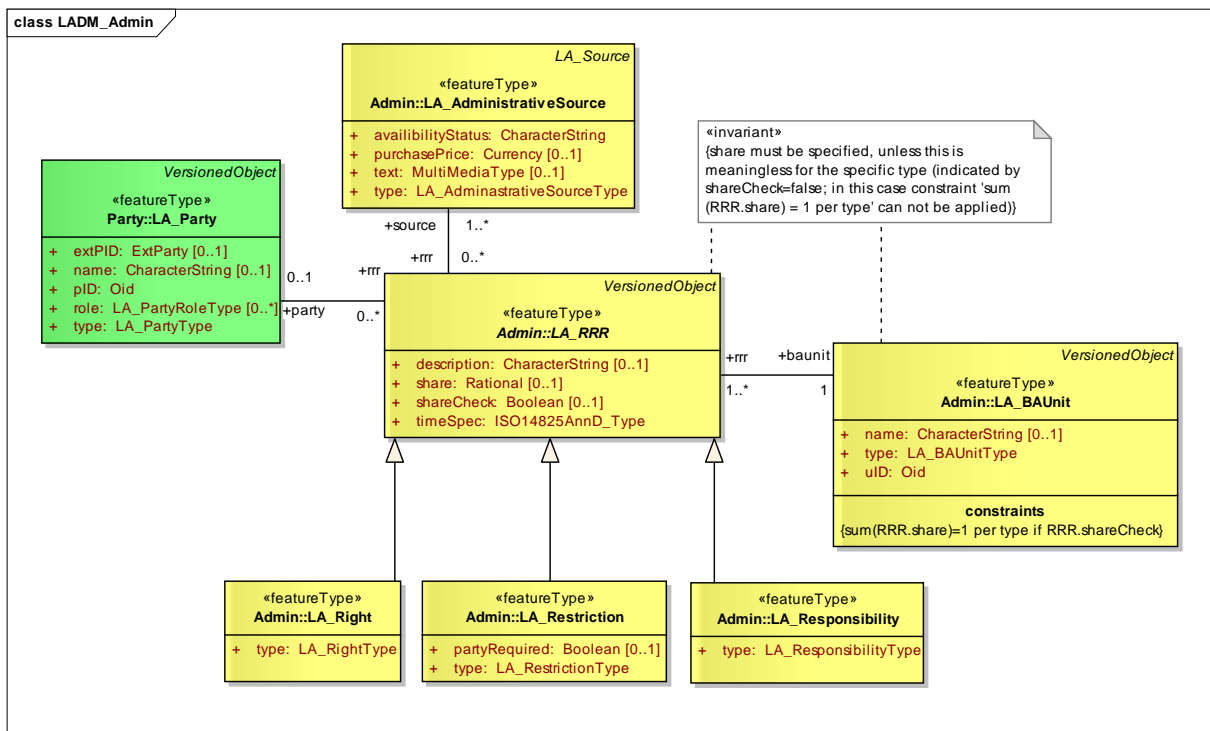 class LADM_Admin
LA_Source
«featureType»
Admin::LA_AdministrativeSource
+ availibilityStatus: CharacterString
+ purchasePrice: Currency [0..1]
+ text: MultiMediaType [0..1]
+ type: LA_AdminastrativeSourceType
«invariant»
{share must be specified, unless this is
meaningless for the specific type (indicated by
shareCheck=false; in this case constraint 'sum
(RRR.share) = 1 per type' can not be applied)}
VersionedObject
«featureType»
Party::LA_Party
+ extPID: ExtParty [0..1]
+ name: CharacterString [0..1]
+ pID: Oid
+ role: LA_PartyRoleType [0..*]
+ type: LA_PartyType
+source 1..*
+rrr 0..*
0..1 +rrr
+party 0..*
VersionedObject
«featureType»
Admin::LA_RRR
+ description: CharacterString [0..1]
+ share: Rational [0..1]
+ shareCheck: Boolean [0..1]
+ timeSpec: ISO14825AnnD_Type
+rrr +baunit
1..* 1
VersionedObject
«featureType»
Admin::LA_BAUnit
+ name: CharacterString [0..1]
+ type: LA_BAUnitType
+ uID: Oid
constraints
{sum(RRR.share)=1 per type if RRR.shareCheck}
«featureType»
Admin::LA_Right
+ type: LA_RightType
«featureType»
Admin::LA_Restriction
+ partyRequired: Boolean [0..1]
+ type: LA_RestrictionType
«featureType»
Admin::LA_Responsibility
+ type: LA_ResponsibilityType